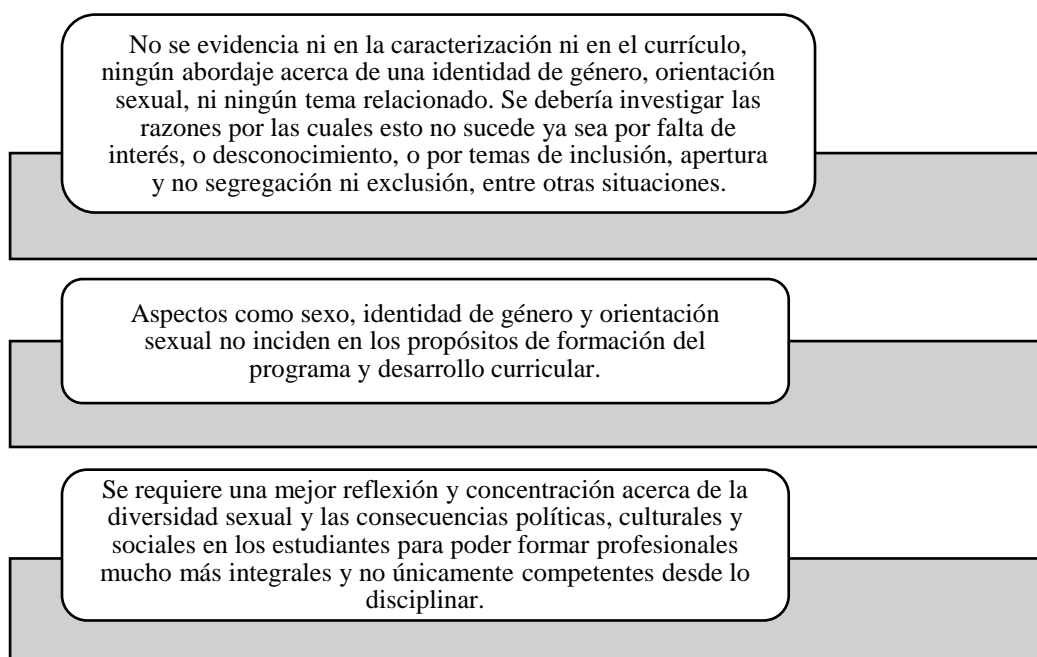 No se evidencia ni en la caracterización ni en el currículo,
ningún abordaje acerca de una identidad de género, orientación
sexual, ni ningún tema relacionado. Se debería investigar las
razones por las cuales esto no sucede ya sea por falta de
interés, o desconocimiento, o por temas de inclusión, apertura
y no segregación ni exclusión, entre otras situaciones.
Aspectos como sexo, identidad de género y orientación
sexual no inciden en los propósitos de formación del
programa y desarrollo curricular.
Se requiere una mejor reflexión y concentración acerca de la
diversidad sexual y las consecuencias políticas, culturales y
sociales en los estudiantes para poder formar profesionales
mucho más integrales y no únicamente competentes desde lo
disciplinar.